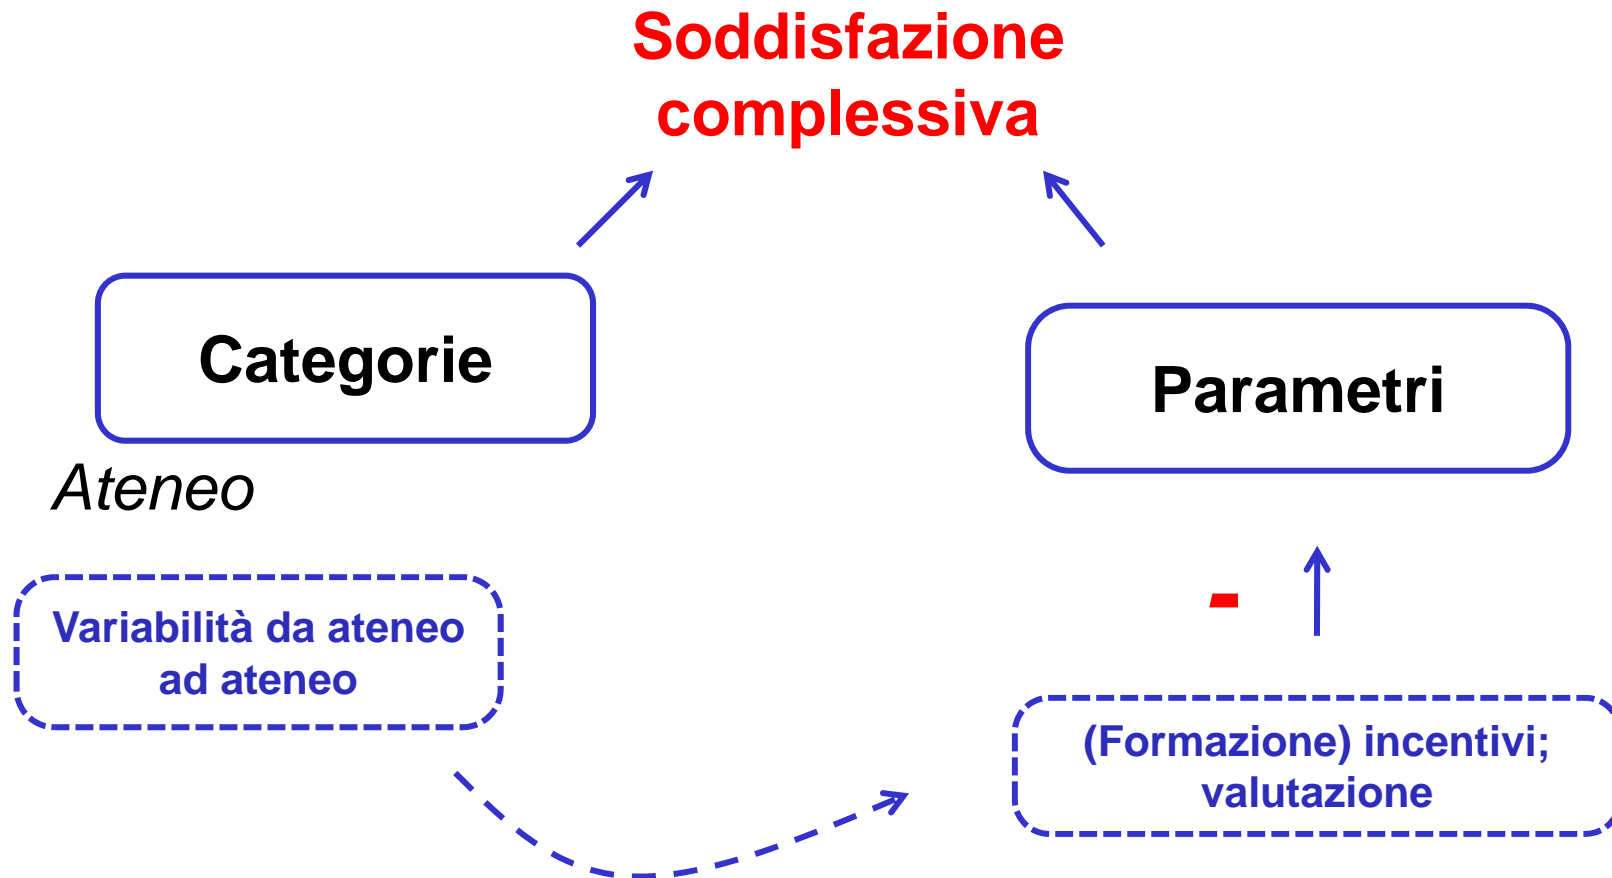 Soddisfazione
complessiva
Categorie
Parametri
Ateneo
Variabilità da ateneo
ad ateneo
-
(Formazione) incentivi;
valutazione